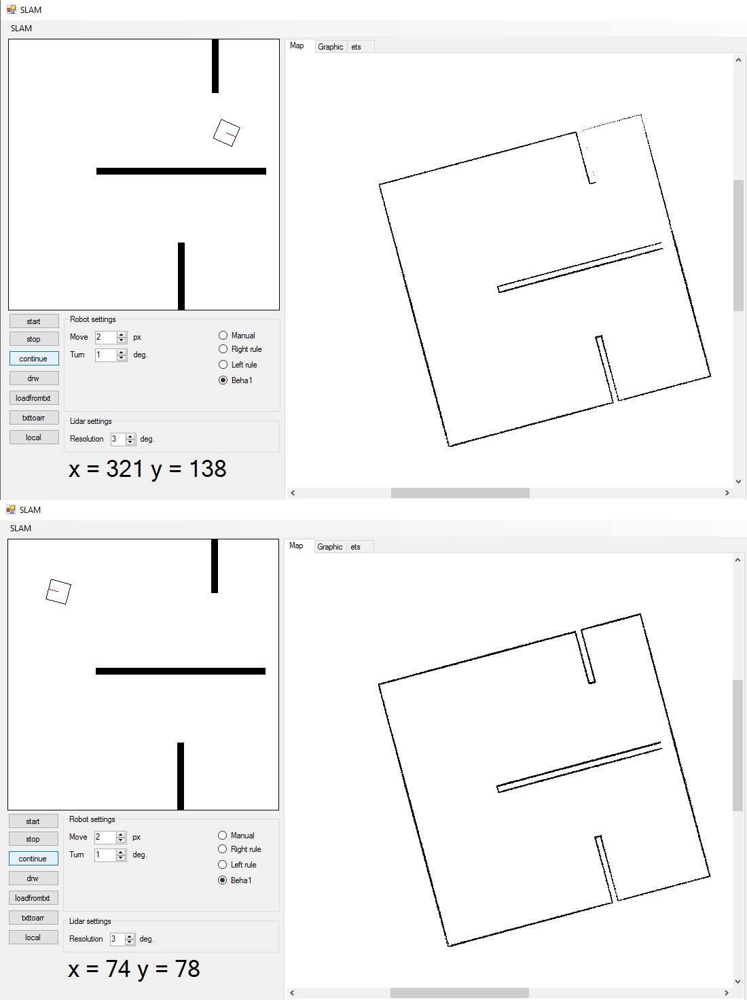 SLAM
SLAM
Map Graphic ets
start
stop
continue
drw
loadfromtxt
txttoarr
local
Robot settings
Move 2 px
Turn 1 deg.
Manual
Right rule
Left rule
Beha1
Lidar settings
Resolution 3 deg.
x = 321 y = 138
SLAM
SLAM
Map Graphic ets
start
stop
continue
drw
loadfromtxt
txttoarr
local
Robot settings
Move 2 px
Turn 1 deg.
Manual
Right rule
Left rule
Beha1
Lidar settings
Resolution 3 deg.
x = 74 y = 78